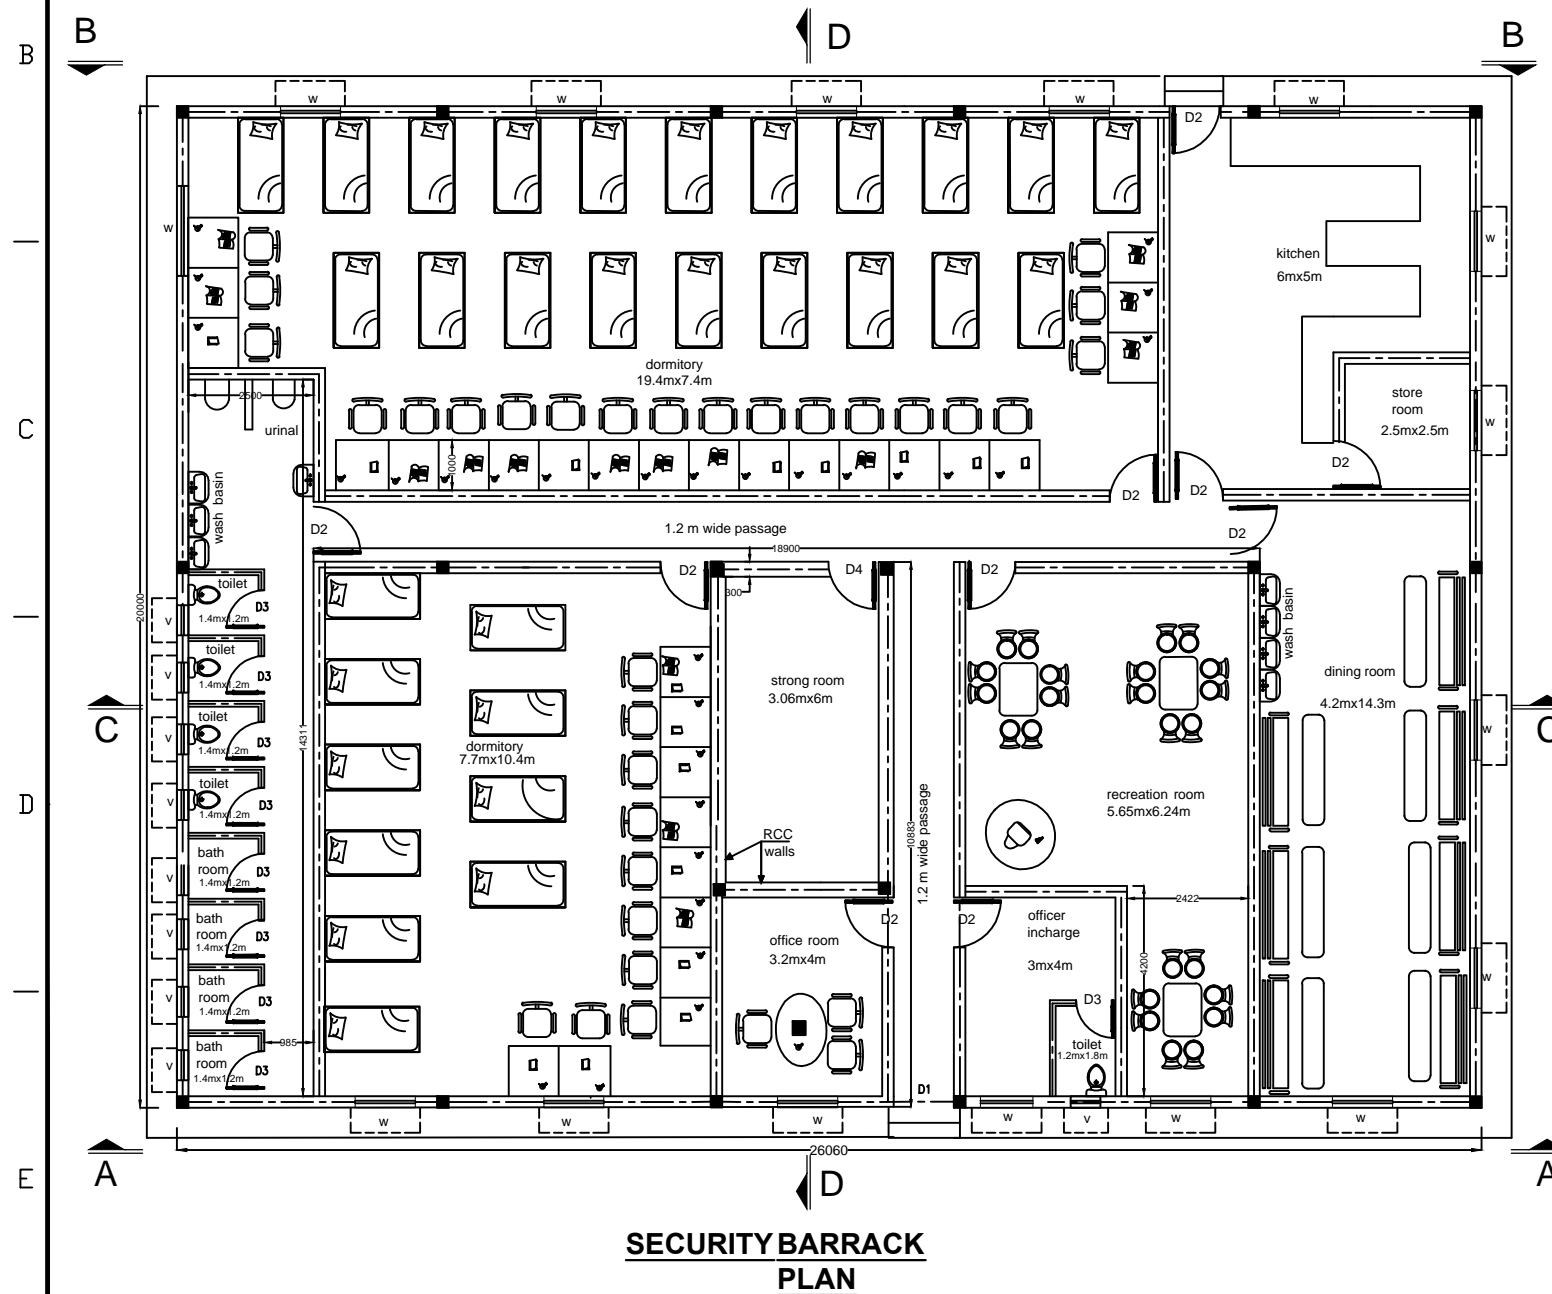 B
B
D
B
w
w
w
w
w
D2
w
kitchen
6mx5m
w
dormitory
19.4mx7.4m
store
room
2.5mx2.5m
w
C
2500
urinal
1000
D2
wash basin
D2
D2
D2
D2
1.2 m wide passage
18900
D2
D4
D2
300
20000
toilet
1.4mx1.2m
D3
v
toilet
1.4mx1.2m
D3
v
toilet
1.4mx1.2m
D3
v
toilet
1.4mx1.2m
D3
v
14311
wash basin
strong room
3.06mx6m
dining room
4.2mx14.3m
C
C
w
dormitory
7.7mx10.4m
recreation room
5.65mx6.24m
D
RCC
walls
10883
1.2 m wide passage
bath
room
1.4mx1.2m
D3
v
bath
room
1.4mx1.2m
D3
v
bath
room
1.4mx1.2m
D3
v
bath
room
1.4mx1.2m
D3
v
985
D2
D2
office room
3.2mx4m
officer
incharge
3mx4m
2422
4200
w
D3
toilet
1.2mx1.8m
D1
w
w
w
w
v
w
w
26060
A
A
E
D
SECURITY BARRACK
PLAN